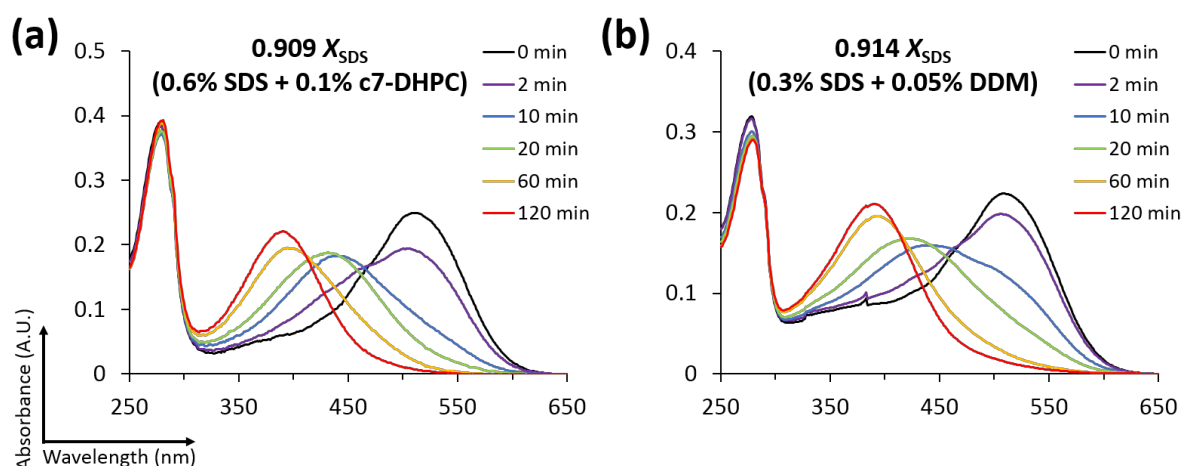 (a)
0.909 XSDS
(0.6% SDS + 0.1% c7-DHPC)
0 min
2 min
10 min
20 min
60 min
120 min
0.5
0.4
0.3
0.2
0.1
0
250
350
450
550
650
(b)
0.914 XSDS
(0.3% SDS + 0.05% DDM)
0 min
2 min
10 min
20 min
60 min
120 min
0.4
0.3
0.2
0.1
0
250
350
450
550
650
Absorbance (A.U.)
Wavelength (nm)